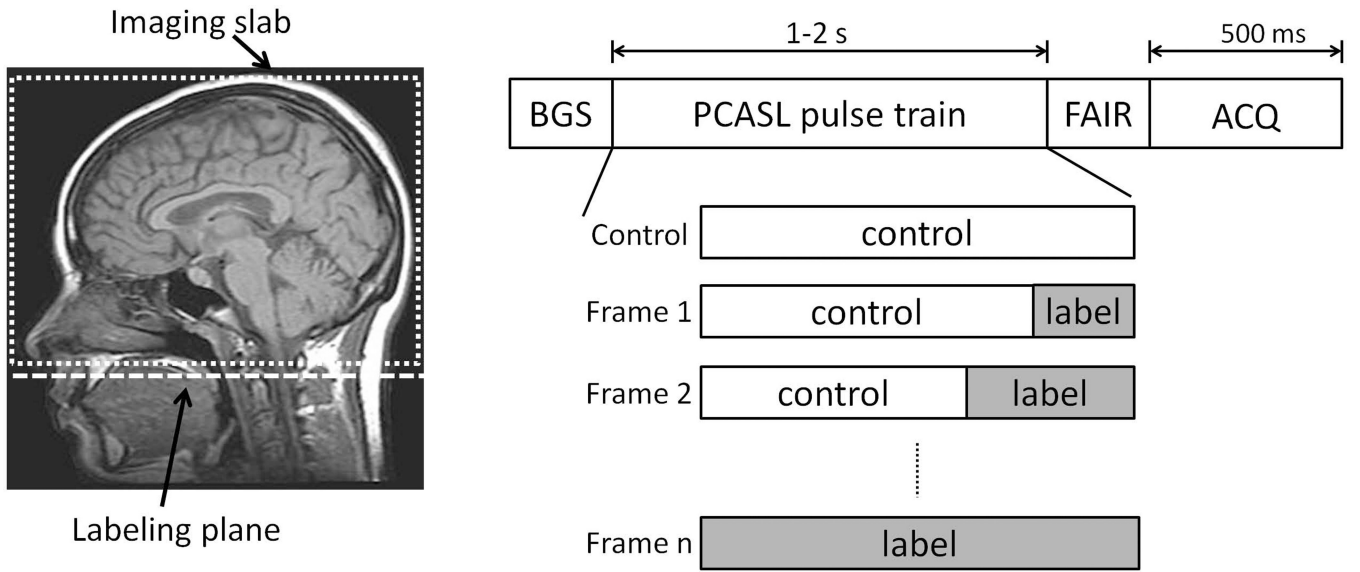 Imaging slab
Labeling plane
1-2 s
500 ms
BGS
PCASL pulse train
FAIR
ACQ
Control
control
Frame 1
control
label
Frame 2
control
label
Frame n
label